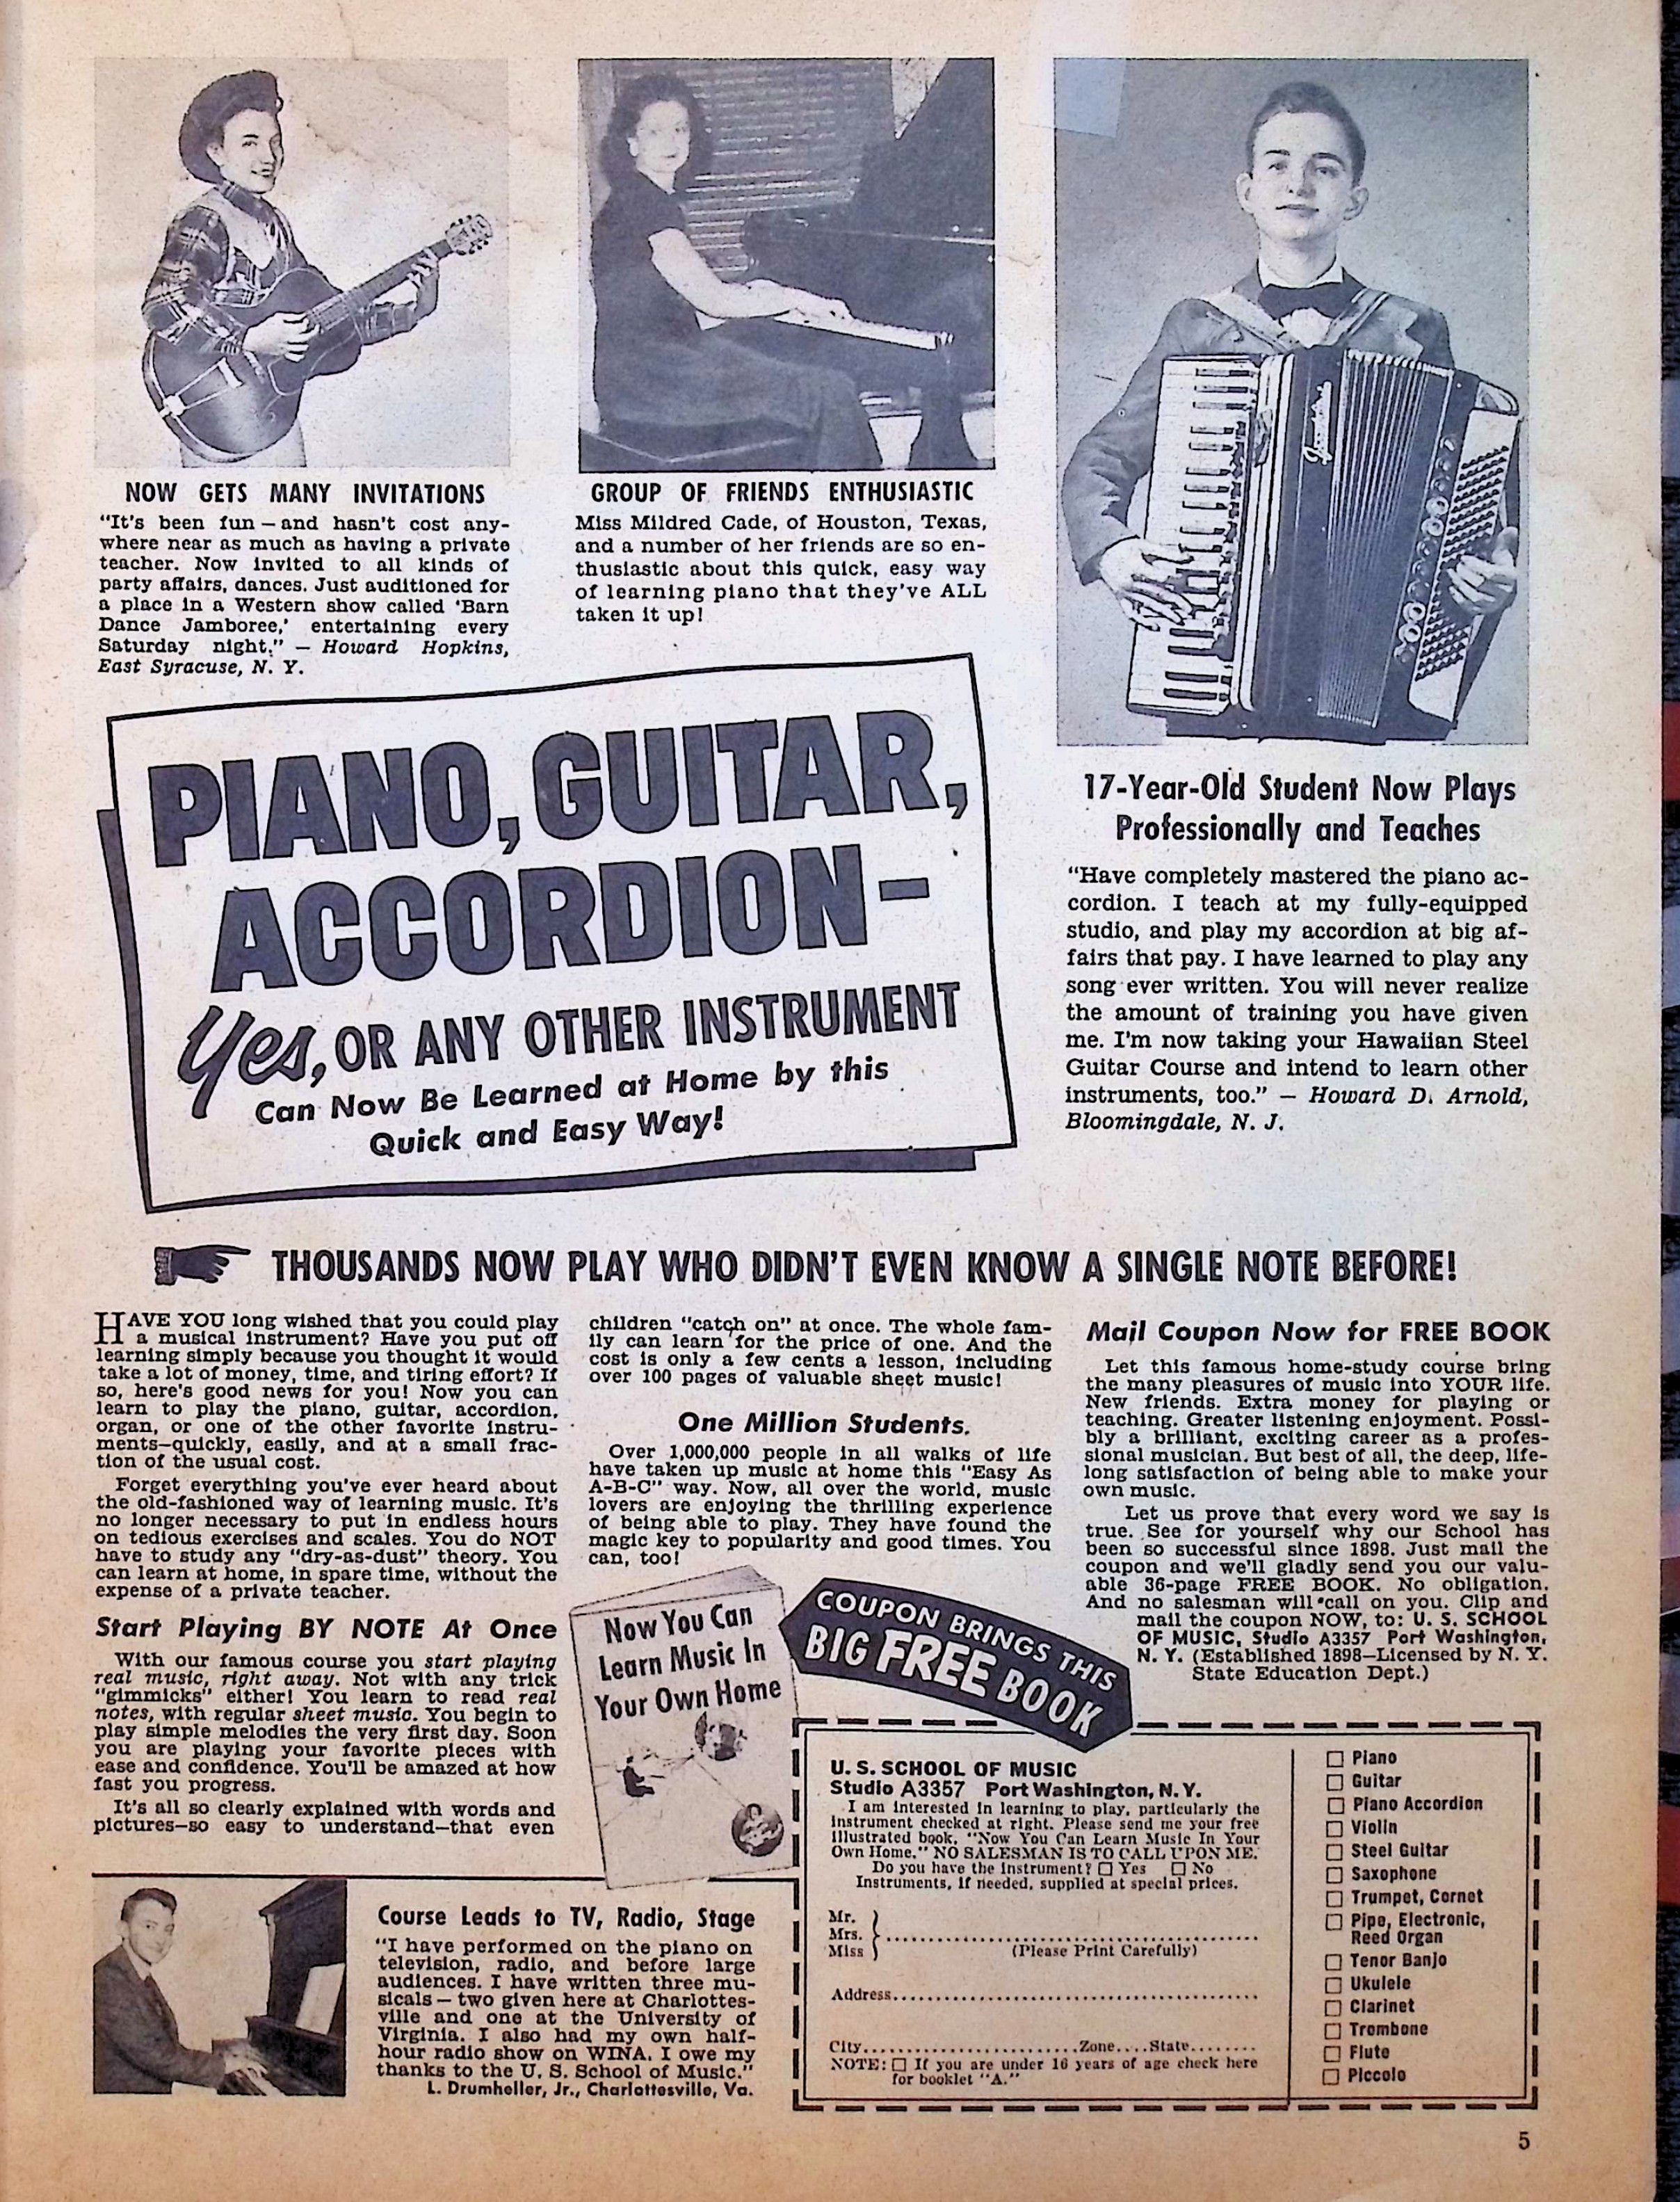 NOW GETS MANY INVITATIONS
"It's been fun – and hasn't cost any-
where near as much as having a private
teacher. Now invited to all kinds of
party affairs, dances. Just auditioned for
a place in a Western show called 'Barn
Dance Jamboree,' entertaining every
Saturday night." – Howard Hopkins,
East Syracuse, N. Y.
GROUP OF FRIENDS ENTHUSIASTIC
Miss Mildred Cade, of Houston, Texas,
and a number of her friends are so en-
thusiastic about this quick, easy way
of learning piano that they've ALL
taken it up!
17-Year-Old Student Now Plays
Professionally and Teaches
"Have completely mastered the piano ac-
cordion. I teach at my fully-equipped
studio, and play my accordion at big af-
fairs that pay. I have learned to play any
song ever written. You will never realize
the amount of training you have given
me. I'm now taking your Hawaiian Steel
Guitar Course and intend to learn other
instruments, too." – Howard D. Arnold,
Bloomingdale, N. J.
PIANO, GUITAR,
ACCORDION–
Yes, OR ANY OTHER INSTRUMENT
Can Now Be Learned at Home by this
Quick and Easy Way!
THOUSANDS NOW PLAY WHO DIDN'T EVEN KNOW A SINGLE NOTE BEFORE!
HAVE YOU long wished that you could play
a musical instrument? Have you put off
learning simply because you thought it would
take a lot of money, time, and tiring effort? If
so, here's good news for you! Now you can
learn to play the piano, guitar, accordion,
organ, or one of the other favorite instru-
ments–quickly, easily, and at a small frac-
tion of the usual cost.
Forget everything you've ever heard about
the old-fashioned way of learning music. It's
no longer necessary to put in endless hours
on tedious exercises and scales. You do NOT
have to study any "dry-as-dust" theory. You
can learn at home, in spare time, without the
expense of a private teacher.
Start Playing BY NOTE At Once
With our famous course you start playing
real music, right away. Not with any trick
"gimmicks" either! You learn to read real
notes, with regular sheet music. You begin to
play simple melodies the very first day. Soon
you are playing your favorite pieces with
ease and confidence. You'll be amazed at how
fast you progress.
It's all so clearly explained with words and
pictures–so easy to understand–that even
children "catch on" at once. The whole fam-
ily can learn for the price of one. And the
cost is only a few cents a lesson, including
over 100 pages of valuable sheet music!
One Million Students.
Over 1,000,000 people in all walks of life
have taken up music at home this "Easy As
A-B-C" way. Now, all over the world, music
lovers are enjoying the thrilling experience
of being able to play. They have found the
magic key to popularity and good times. You
can, too!
Mail Coupon Now for FREE BOOK
Let this famous home-study course bring
the many pleasures of music into YOUR life.
New friends. Extra money for playing or
teaching. Greater listening enjoyment. Possi-
bly a brilliant, exciting career as a profes-
sional musician. But best of all, the deep, life-
long satisfaction of being able to make your
own music.
Let us prove that every word we say is
true. See for yourself why our School has
been so successful since 1898. Just mail the
coupon and we'll gladly send you our valu-
able 36-page FREE BOOK. No obligation.
And no salesman will call on you. Clip and
mail the coupon NOW, to: U. S. SCHOOL
OF MUSIC, Studio A3357 Port Washington,
N. Y. (Established 1898–Licensed by N. Y.
State Education Dept.)
Now You Can
Learn Music In
Your Own Home
COUPON BRINGS THIS
BIG FREE BOOK
Course Leads to TV, Radio, Stage
"I have performed on the piano on
television, radio, and before large
audiences. I have written three mu-
sicals – two given here at Charlottes-
ville and one at the University of
Virginia. I also had my own half-
hour radio show on WINA. I owe my
thanks to the U. S. School of Music."
L. Drumheller, Jr., Charlottesville, Va.
U. S. SCHOOL OF MUSIC
Studio A3357 Port Washington, N. Y.
I am interested in learning to play, particularly the
instrument checked at right. Please send me your free
illustrated book, "Now You Can Learn Music In Your
Own Home." NO SALESMAN IS TO CALL UPON ME.
Do you have the instrument? ☐ Yes ☐ No
Instruments, if needed, supplied at special prices.
Mr.
Mrs.
Miss
(Please Print Carefully)
Address
City Zone State
NOTE: ☐ If you are under 16 years of age check here
for booklet "A."
☐ Piano
☐ Guitar
☐ Piano Accordion
☐ Violin
☐ Steel Guitar
☐ Saxophone
☐ Trumpet, Cornet
☐ Pipe, Electronic,
Reed Organ
☐ Tenor Banjo
☐ Ukulele
☐ Clarinet
☐ Trombone
☐ Flute
☐ Piccolo
5